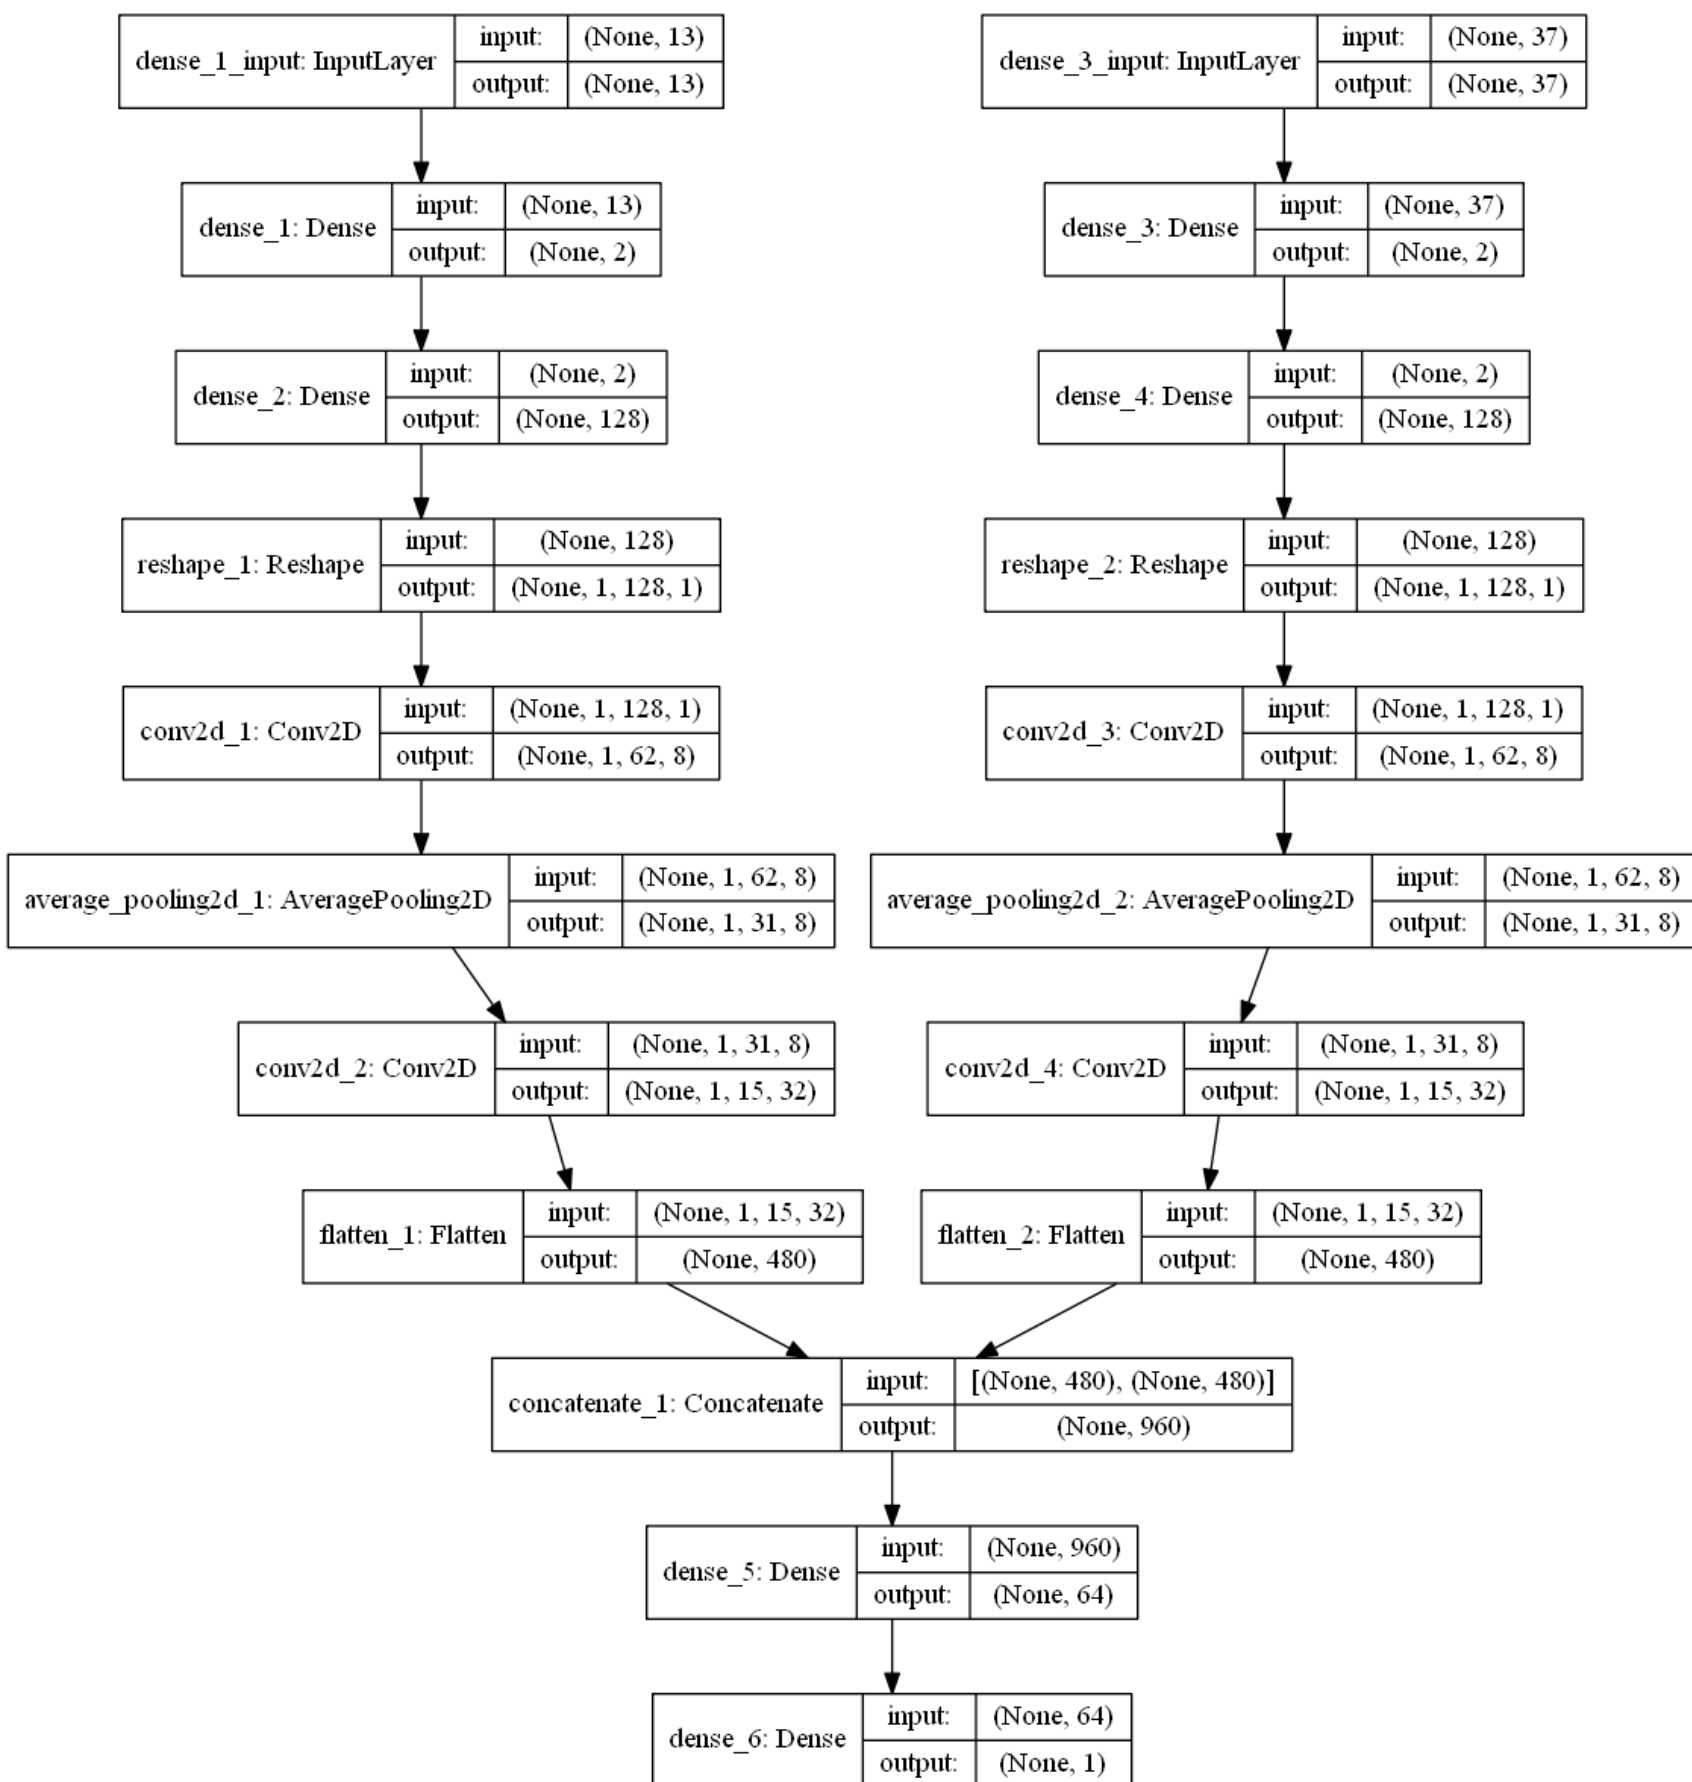 dense_1_input: InputLayer
input: (None, 13)
output: (None, 13)
dense_3_input: InputLayer
input: (None, 37)
output: (None, 37)
dense_1: Dense
input: (None, 13)
output: (None, 2)
dense_3: Dense
input: (None, 37)
output: (None, 2)
dense_2: Dense
input: (None, 2)
output: (None, 128)
dense_4: Dense
input: (None, 2)
output: (None, 128)
reshape_1: Reshape
input: (None, 128)
output: (None, 1, 128, 1)
reshape_2: Reshape
input: (None, 128)
output: (None, 1, 128, 1)
conv2d_1: Conv2D
input: (None, 1, 128, 1)
output: (None, 1, 62, 8)
conv2d_3: Conv2D
input: (None, 1, 128, 1)
output: (None, 1, 62, 8)
average_pooling2d_1: AveragePooling2D
input: (None, 1, 62, 8)
output: (None, 1, 31, 8)
average_pooling2d_2: AveragePooling2D
input: (None, 1, 62, 8)
output: (None, 1, 31, 8)
conv2d_2: Conv2D
input: (None, 1, 31, 8)
output: (None, 1, 15, 32)
conv2d_4: Conv2D
input: (None, 1, 31, 8)
output: (None, 1, 15, 32)
flatten_1: Flatten
input: (None, 1, 15, 32)
output: (None, 480)
flatten_2: Flatten
input: (None, 1, 15, 32)
output: (None, 480)
concatenate_1: Concatenate
input: [(None, 480), (None, 480)]
output: (None, 960)
dense_5: Dense
input: (None, 960)
output: (None, 64)
dense_6: Dense
input: (None, 64)
output: (None, 1)